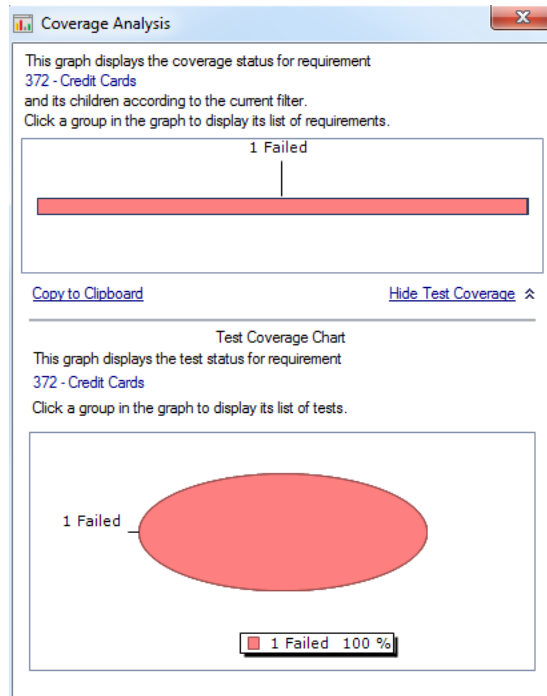 Coverage Analysis
This graph displays the coverage status for requirement
372 - Credit Cards
and its children according to the current filter.
Click a group in the graph to display its list of requirements.
1 Failed
Copy to Clipboard Hide Test Coverage
Test Coverage Chart
This graph displays the test status for requirement
372 - Credit Cards
Click a group in the graph to display its list of tests.
1 Failed
1 Failed 100 %